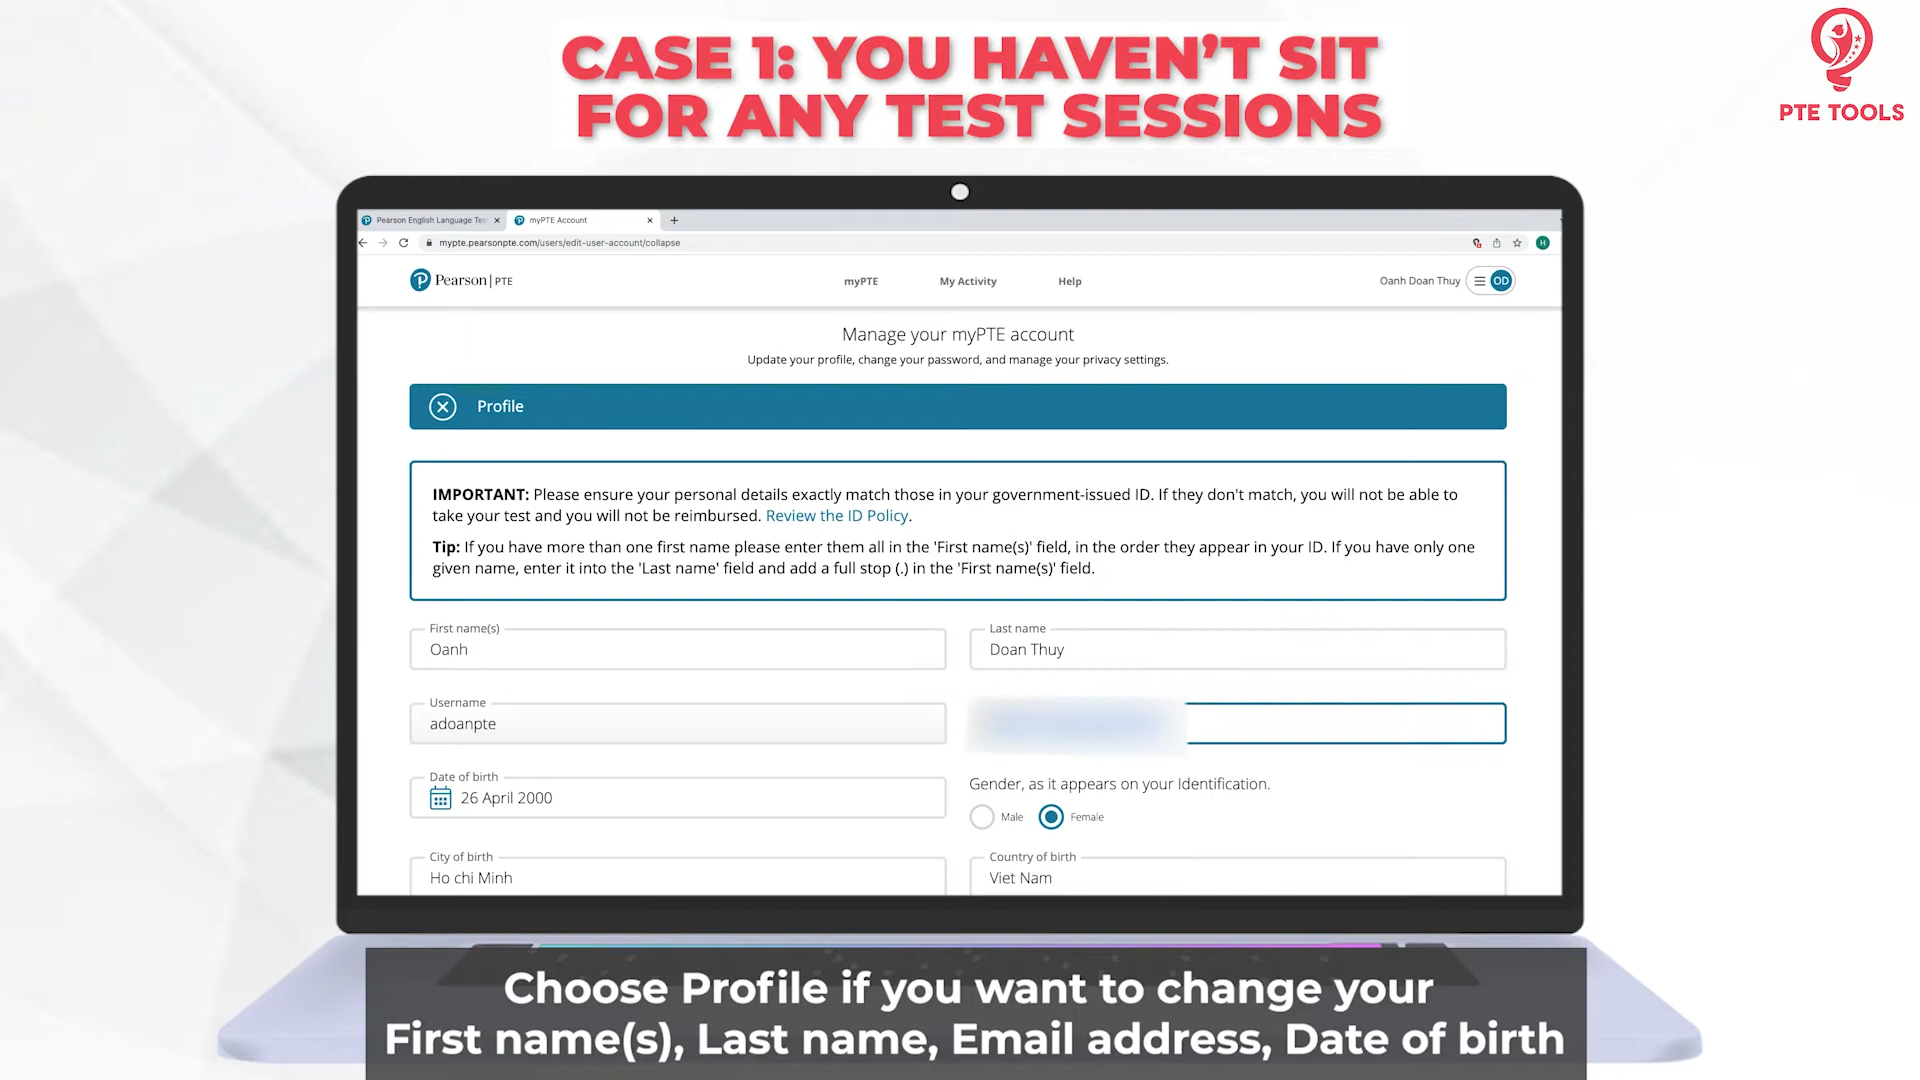 CASE 1: YOU HAVEN'T SIT
FOR ANY TEST SESSIONS
PTE TOOLS
Pearson English Language Tes
myPTE Account
mypte.pearsonpte.com/users/edit-user-account/collapse
H
Pearson | PTE
myPTE
My Activity
Help
Oanh Doan Thuy
OD
Manage your myPTE account
Update your profile, change your password, and manage your privacy settings.
Profile
IMPORTANT: Please ensure your personal details exactly match those in your government-issued ID. If they don't match, you will not be able to
take your test and you will not be reimbursed. Review the ID Policy.
Tip: If you have more than one first name please enter them all in the 'First name(s)' field, in the order they appear in your ID. If you have only one
given name, enter it into the 'Last name' field and add a full stop (.) in the 'First name(s)' field.
First name(s)
Oanh
Last name
Doan Thuy
Username
adoanpte
Date of birth
26 April 2000
Gender, as it appears on your Identification.
Male
Female
City of birth
Ho chi Minh
Country of birth
Viet Nam
Choose Profile if you want to change your
First name(s), Last name, Email address, Date of birth